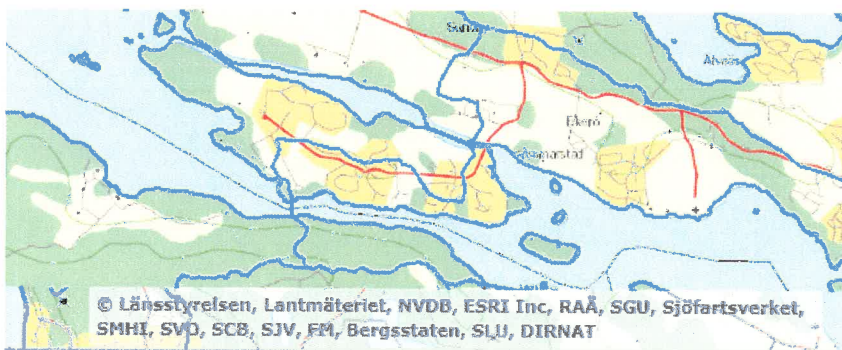 Ekerö
© Länsstyrelsen, Lantmäteriet, NVDB, ESRI Inc, RAÄ, SGU, Sjöfartsverket,
SMHI, SVO, SCB, SJV, FM, Bergsstaten, SLU, DIRNAT